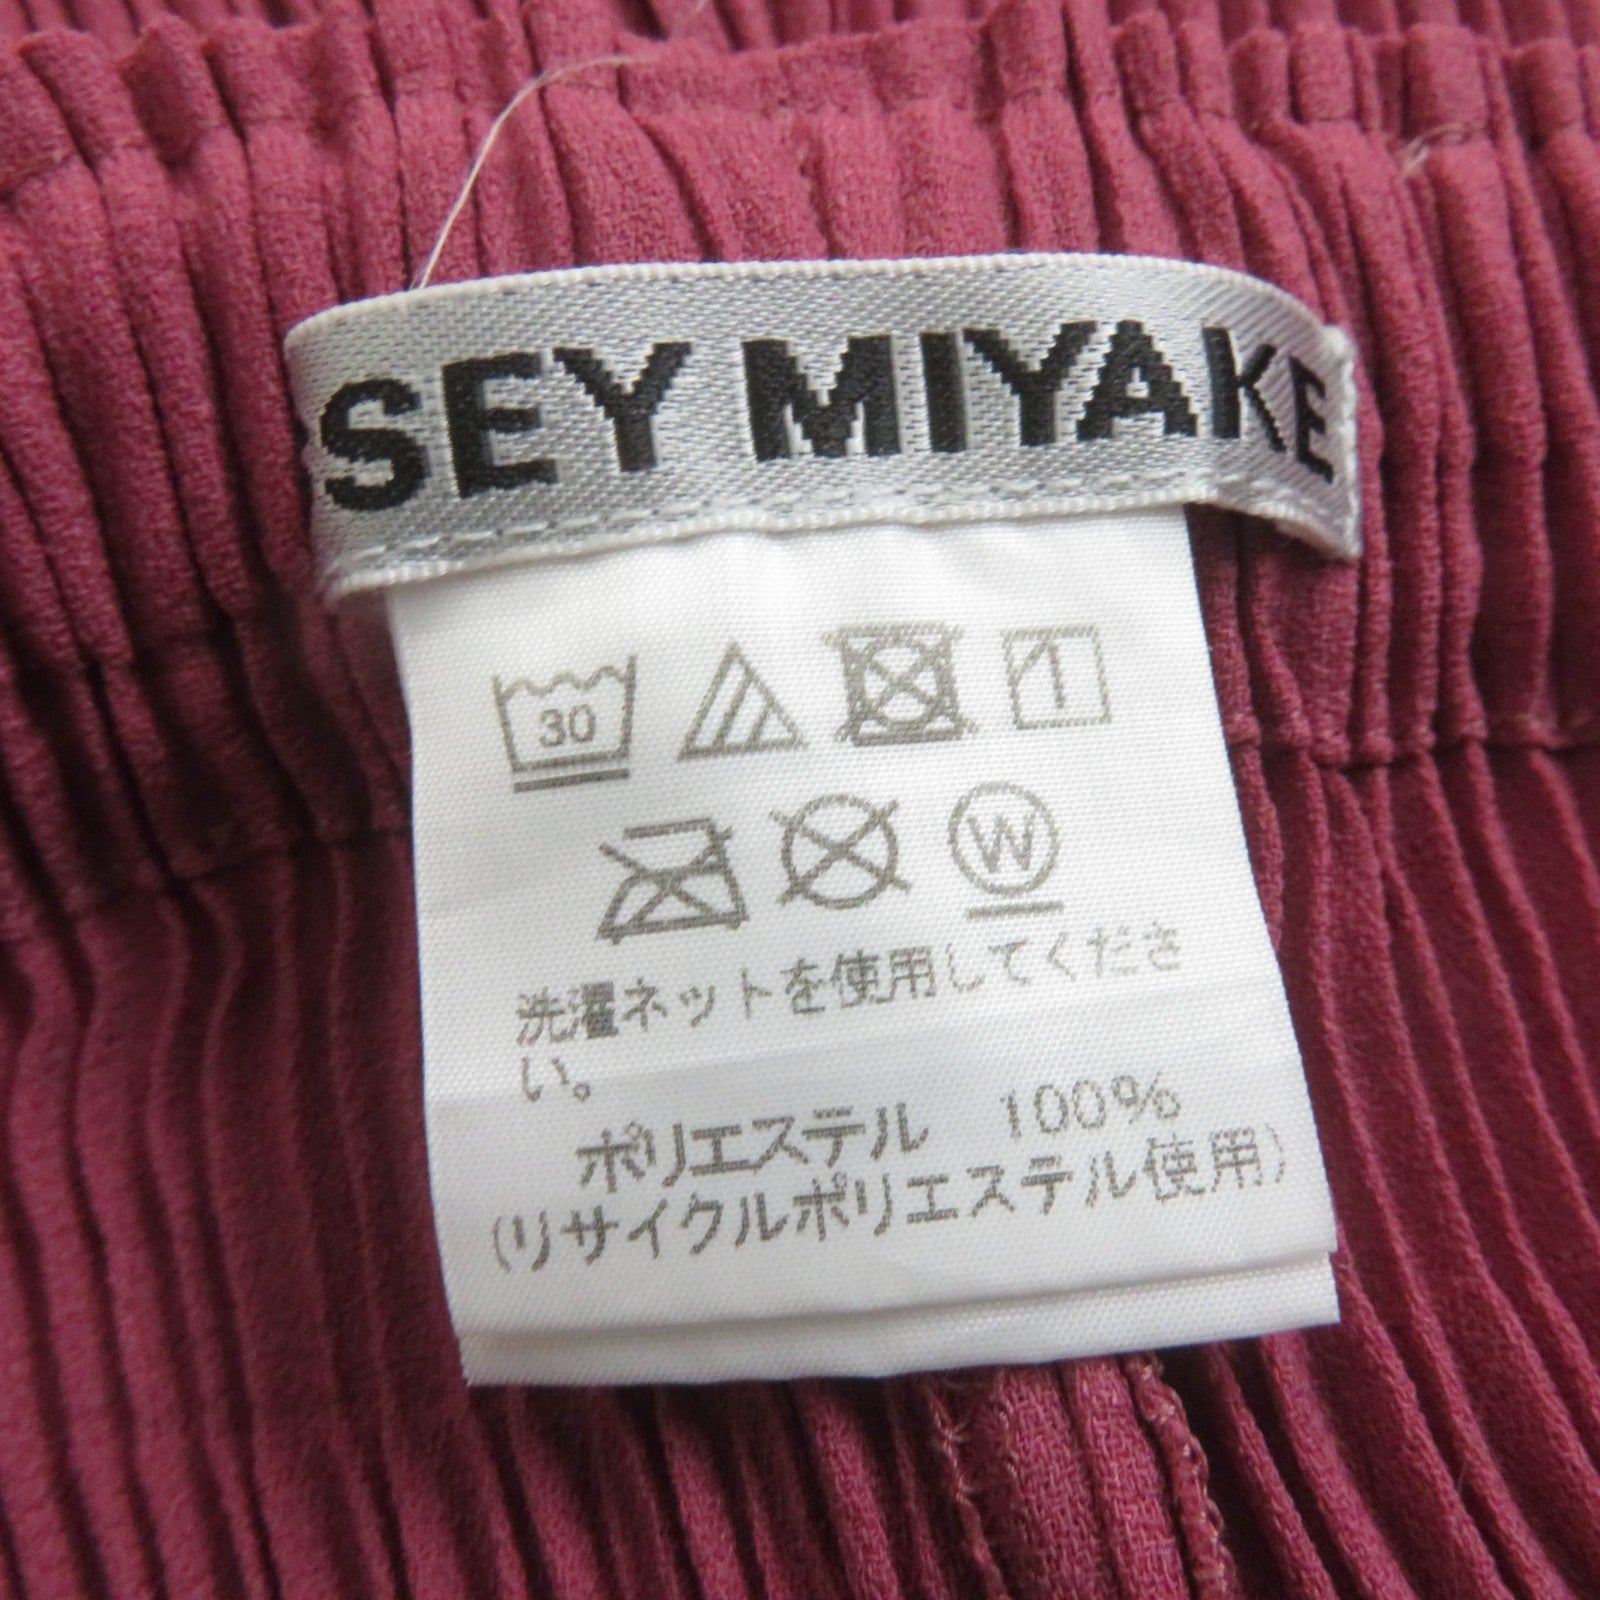 SEY MIYAKE
30
W
洗濯ネットを使用してくださ
い。
ポリエステル 100%
(リサイクルポリエステル使用)